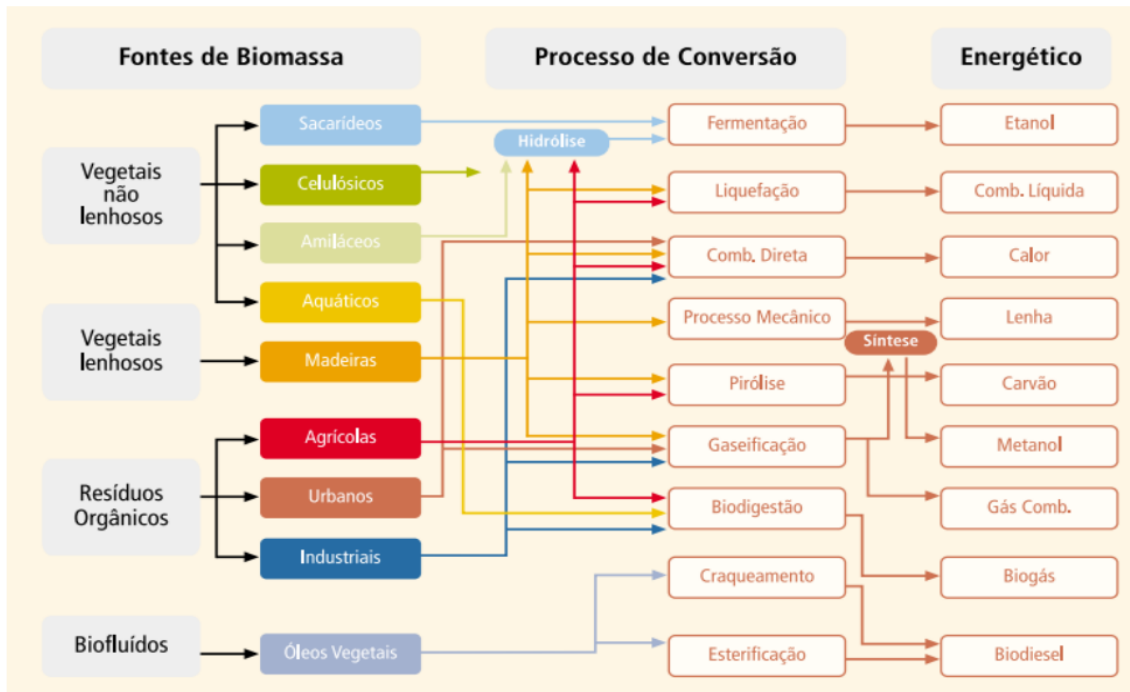 Fontes de Biomassa
Processo de Conversão
Energético
Vegetais
não
lenhosos
Sacarídeos
Celulósicos
Amiláceos
Aquáticos
Vegetais
lenhosos
Madeiras
Resíduos
Orgânicos
Agrícolas
Urbanos
Industriais
Biofluídos
Óleos Vegetais
Hidrólise
Fermentação
Liquefação
Comb. Direta
Processo Mecânico
Pirólise
Gaseificação
Biodigestão
Craqueamento
Esterificação
Síntese
Etanol
Comb. Líquida
Calor
Lenha
Carvão
Metanol
Gás Comb.
Biogás
Biodiesel